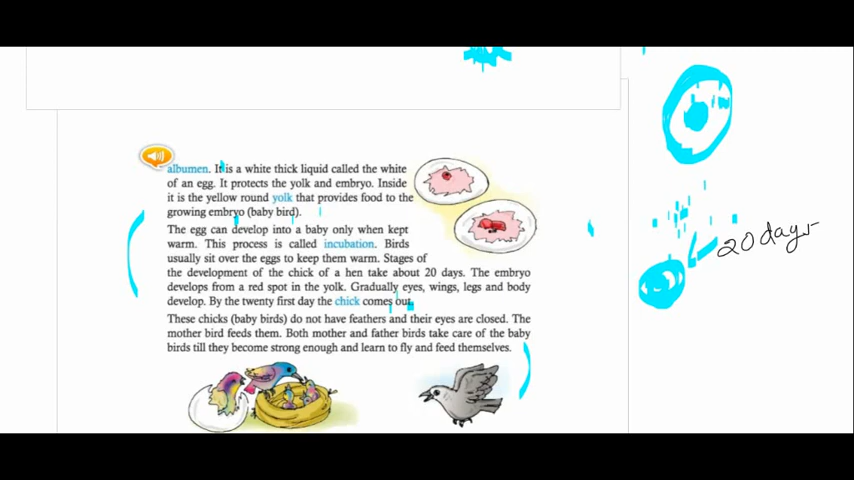 albumen. It is a white thick liquid called the white
of an egg. It protects the yolk and embryo. Inside
it is the yellow round yolk that provides food to the
growing embryo (baby bird).
The egg can develop into a baby only when kept
warm. This process is called incubation. Birds
usually sit over the eggs to keep them warm. Stages of
the development of the chick of a hen take about 20 days. The embryo
develops from a red spot in the yolk. Gradually eyes, wings, legs and body
develop. By the twenty first day the chick comes out.
These chicks (baby birds) do not have feathers and their eyes are closed. The
mother bird feeds them. Both mother and father birds take care of the baby
birds till they become strong enough and learn to fly and feed themselves.
20 days